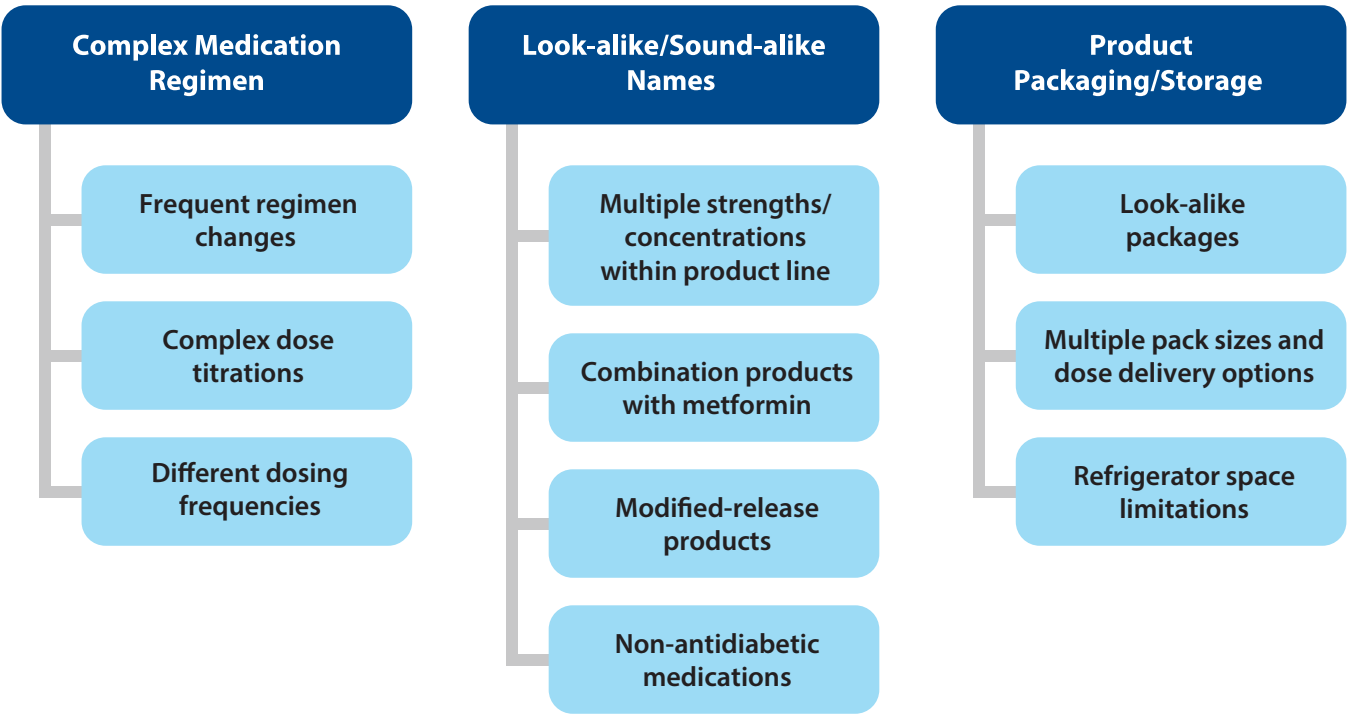 Complex Medication
Regimen
Frequent regimen
changes
Complex dose
titrations
Different dosing
frequencies
Look-alike/Sound-alike
Names
Multiple strengths/
concentrations
within product line
Combination products
with metformin
Modified-release
products
Non-antidiabetic
medications
Product
Packaging/Storage
Look-alike
packages
Multiple pack sizes and
dose delivery options
Refrigerator space
limitations